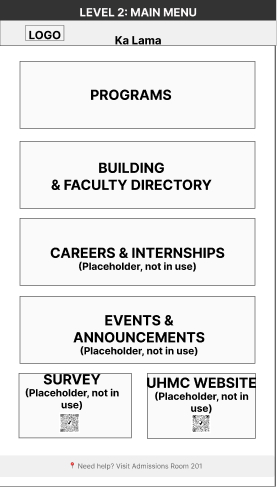 LEVEL 2: MAIN MENU
LOGO
Ka Lama
PROGRAMS
BUILDING
& FACULTY DIRECTORY
CAREERS & INTERNSHIPS
(Placeholder, not in use)
EVENTS &
ANNOUNCEMENTS
(Placeholder, not in use)
SURVEY
(Placeholder, not in
use)
UHMC WEBSITE
(Placeholder, not in
use)
📍 Need help? Visit Admissions Room 201